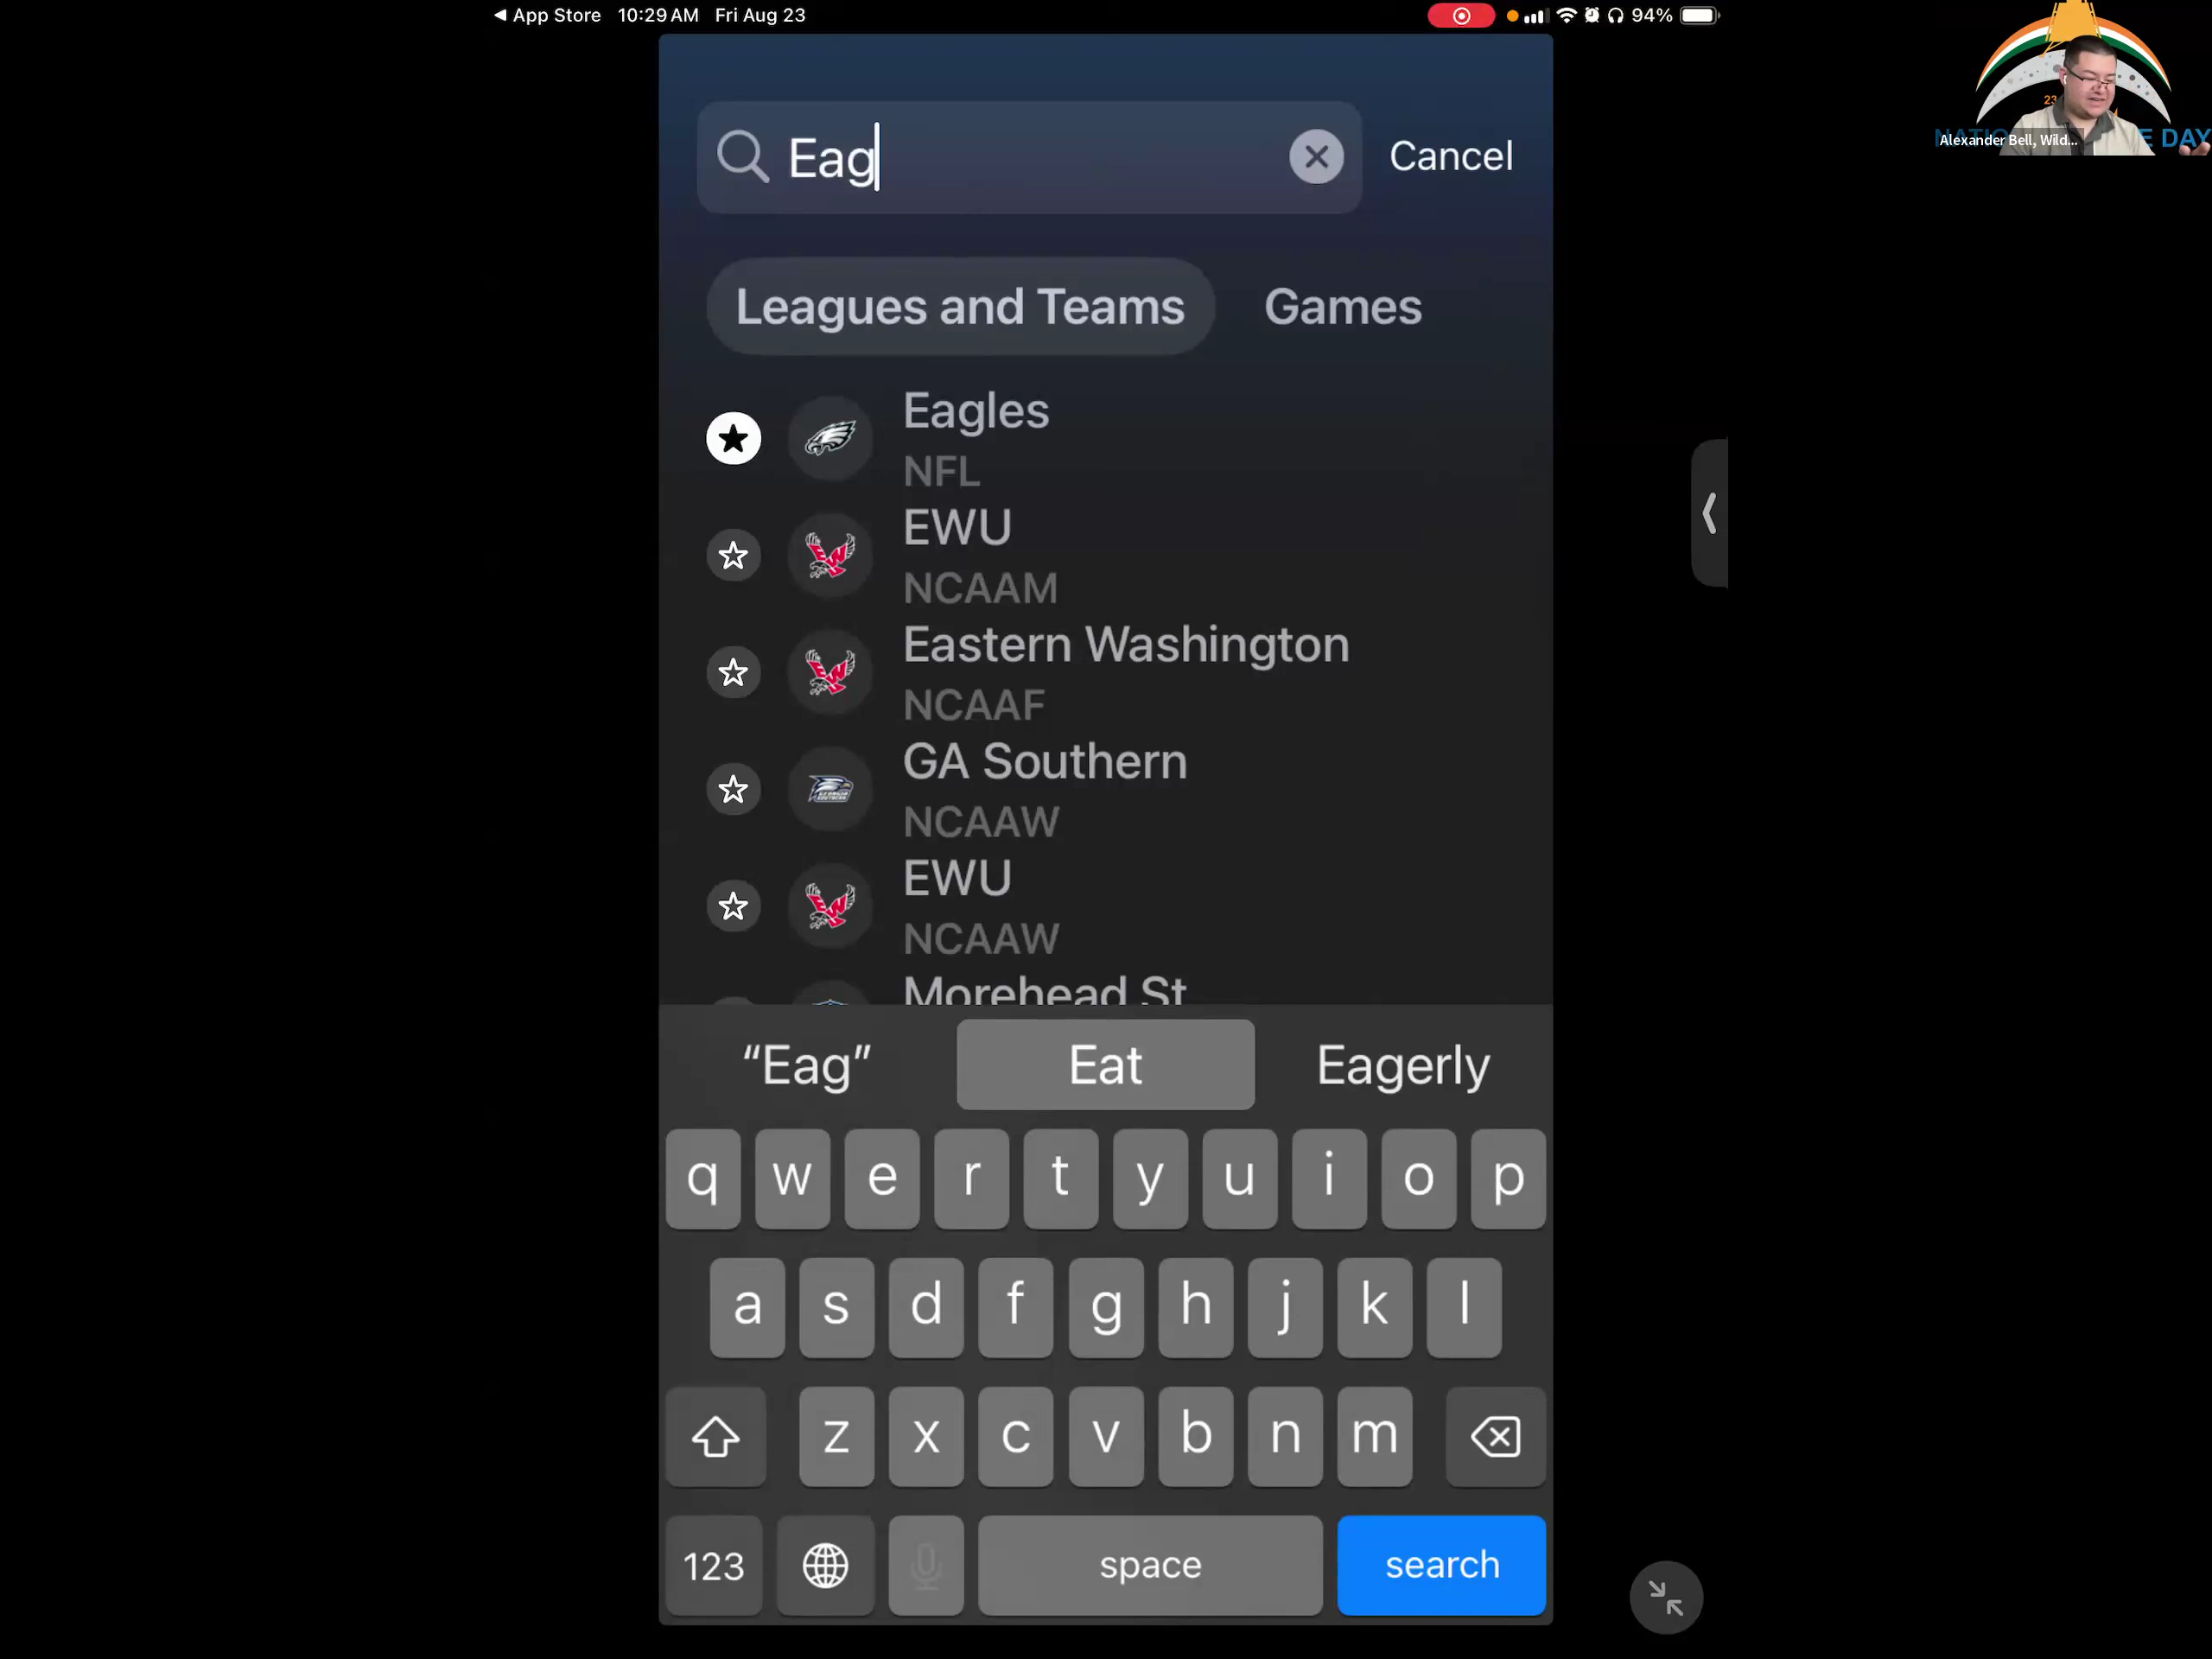 App Store 10:29 AM Fri Aug 23
94%
Eag
Cancel
Leagues and Teams
Games
Eagles
NFL
EWU
NCAAM
Eastern Washington
NCAAF
GA Southern
NCAAW
EWU
NCAAW
Morehead St
“Eag” Eat Eagerly
q w e r t y u i o p
a s d f g h j k l
z x c v b n m
123 space search
23
E DAY
Alexander Bell, Wild...